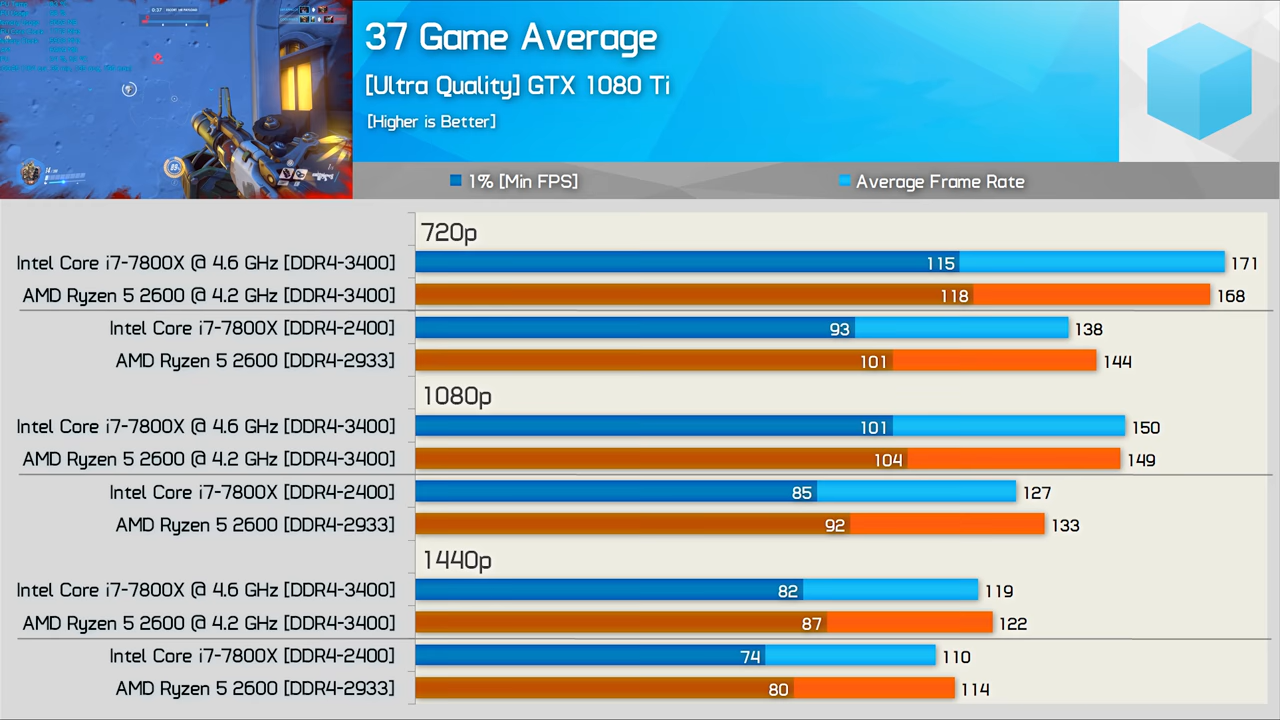 37 Game Average
[Ultra Quality] GTX 1080 Ti
[Higher is Better]
1% [Min FPS] Average Frame Rate
720p
Intel Core i7-7800X @ 4.6 GHz [DDR4-3400] 115 171
AMD Ryzen 5 2600 @ 4.2 GHz [DDR4-3400] 118 168
Intel Core i7-7800X [DDR4-2400] 93 138
AMD Ryzen 5 2600 [DDR4-2933] 101 144
1080p
Intel Core i7-7800X @ 4.6 GHz [DDR4-3400] 101 150
AMD Ryzen 5 2600 @ 4.2 GHz [DDR4-3400] 104 149
Intel Core i7-7800X [DDR4-2400] 85 127
AMD Ryzen 5 2600 [DDR4-2933] 92 133
1440p
Intel Core i7-7800X @ 4.6 GHz [DDR4-3400] 82 119
AMD Ryzen 5 2600 @ 4.2 GHz [DDR4-3400] 87 122
Intel Core i7-7800X [DDR4-2400] 74 110
AMD Ryzen 5 2600 [DDR4-2933] 80 114